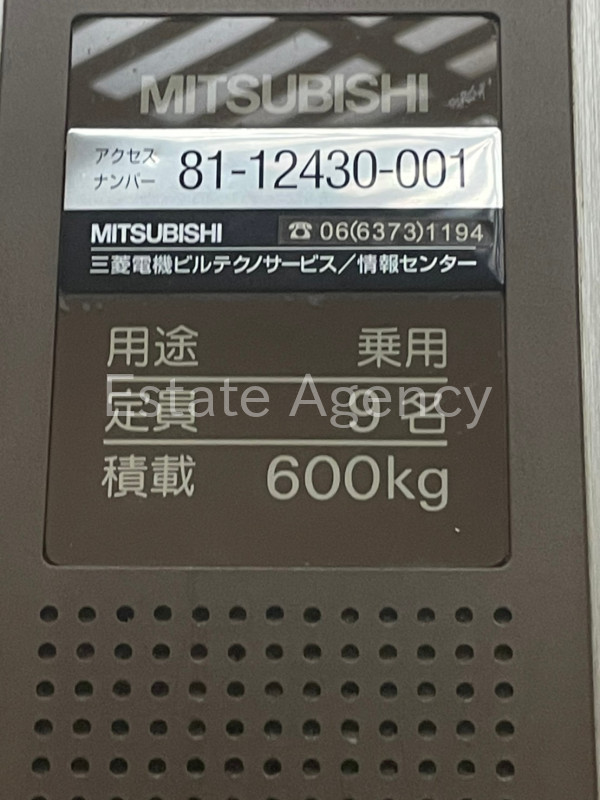 MITSUBISHI
アクセス
ナンバー 81-12430-001
MITSUBISHI ☎ 06(6373)1194
三菱電機ビルテクノサービス/情報センター
用途 乗用
Estate Agency
定員 9名
積載 600kg